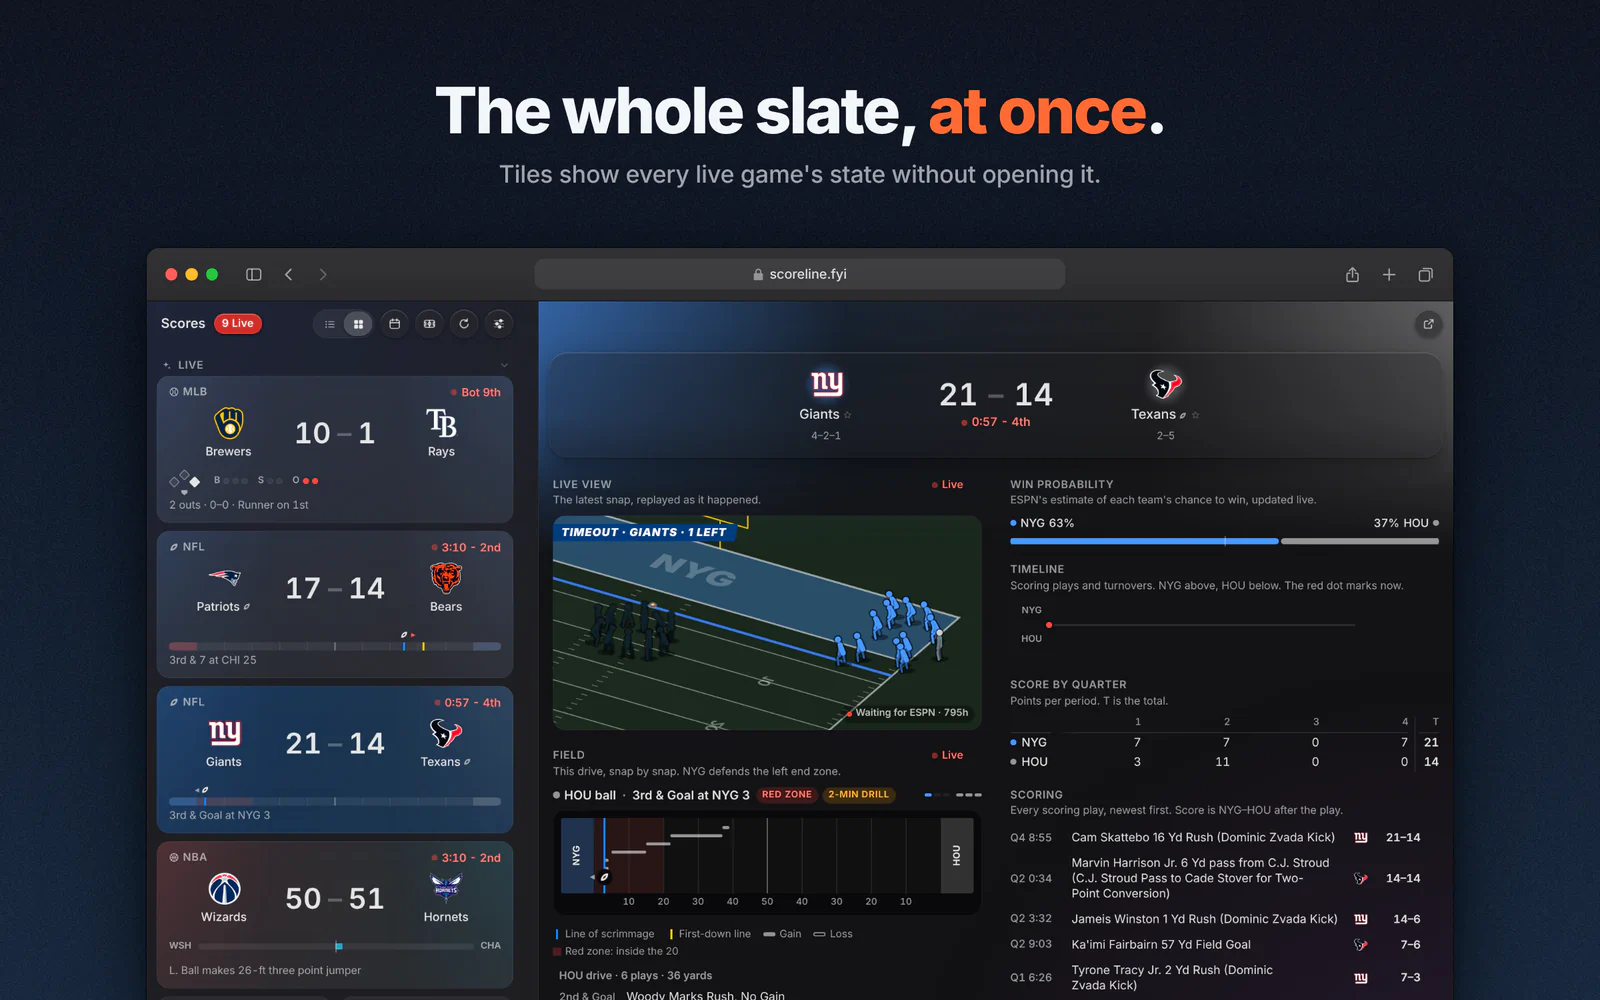 The whole slate, at once.
Tiles show every live game's state without opening it.
scoreline.fyi
Scores
9 Live
LIVE
MLB
Bot 9th
10 – 1
TB
Brewers
Rays
B
S
O
2 outs · 0–0 · Runner on 1st
NFL
3:10 - 2nd
17 – 14
Patriots
Bears
3rd & 7 at CHI 25
NFL
0:57 - 4th
ny
21 – 14
Giants
Texans
3rd & Goal at NYG 3
NBA
3:10 - 2nd
50 – 51
HORNETS
Wizards
Hornets
WSH
CHA
L. Ball makes 26-ft three point jumper
ny
21 – 14
Giants
Texans
0:57 - 4th
4–2–1
2–5
LIVE VIEW
Live
The latest snap, replayed as it happened.
TIMEOUT · GIANTS · 1 LEFT
NYG
50
Waiting for ESPN · 795h
FIELD
Live
This drive, snap by snap. NYG defends the left end zone.
HOU ball · 3rd & Goal at NYG 3
RED ZONE
2-MIN DRILL
NYG
HOU
10 20 30 40 50 40 30 20 10
Line of scrimmage
First-down line
Gain
Loss
Red zone: inside the 20
HOU drive · 6 plays · 36 yards
2nd & Goal Woody Marks Rush, No Gain
WIN PROBABILITY
ESPN's estimate of each team's chance to win, updated live.
NYG 63%
37% HOU
TIMELINE
Scoring plays and turnovers. NYG above, HOU below. The red dot marks now.
NYG
HOU
SCORE BY QUARTER
Points per period. T is the total.
1 2 3 4 T
NYG 7 7 0 7 21
HOU 3 11 0 0 14
SCORING
Every scoring play, newest first. Score is NYG–HOU after the play.
Q4 8:55 Cam Skattebo 16 Yd Rush (Dominic Zvada Kick) ny 21–14
Marvin Harrison Jr. 6 Yd pass from C.J. Stroud
Q2 0:34 (C.J. Stroud Pass to Cade Stover for Two- 14–14
Point Conversion)
Q2 3:32 Jameis Winston 1 Yd Rush (Dominic Zvada Kick) ny 14–6
Q2 9:03 Ka'imi Fairbairn 57 Yd Field Goal 7–6
Tyrone Tracy Jr. 2 Yd Rush (Dominic
Q1 6:26 ny 7–3
Zvada Kick)